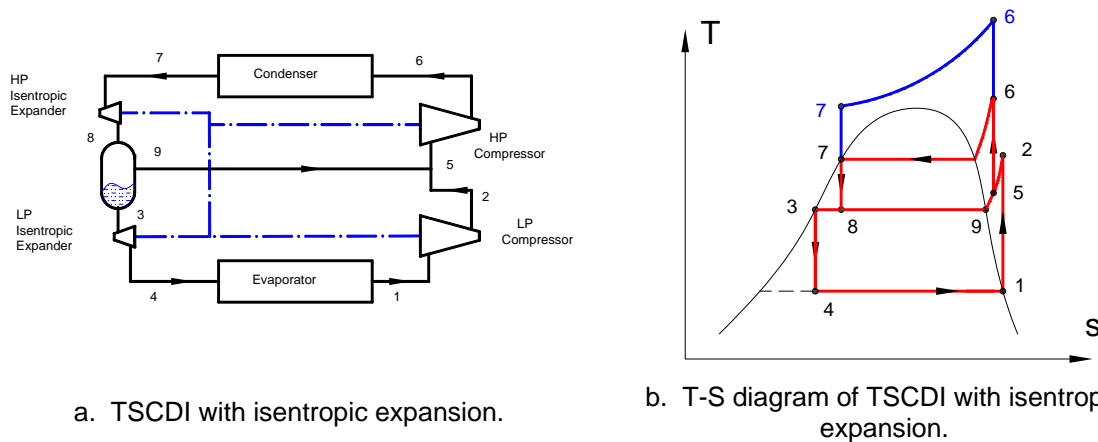 7
Condenser
6
HP
Isentropic
Expander
8
9
HP
Compressor
5
2
3
LP
Isentropic
Expander
LP
Compressor
Evaporator
4
1
a. TSCDI with isentropic expansion.
T
6
7
6
7
2
5
3
8
9
4
1
s
b. T-S diagram of TSCDI with isentrop
expansion.